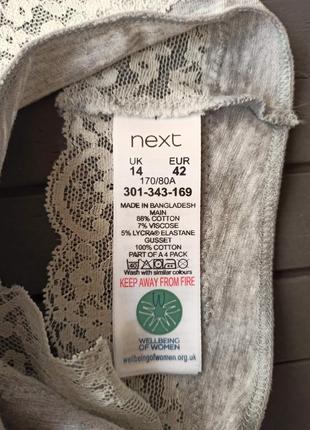 next
UK EUR
14 42
170/80A
301-343-169
MADE IN BANGLADESH
MAIN
88% COTTON
7% VISCOSE
5% LYCRA® ELASTANE
GUSSET
100% COTTON
PART OF A 4 PACK
Wash with similar colours
KEEP AWAY FROM FIRE
WELLBEING
OF WOMEN
wellbeingofwomen.org.uk